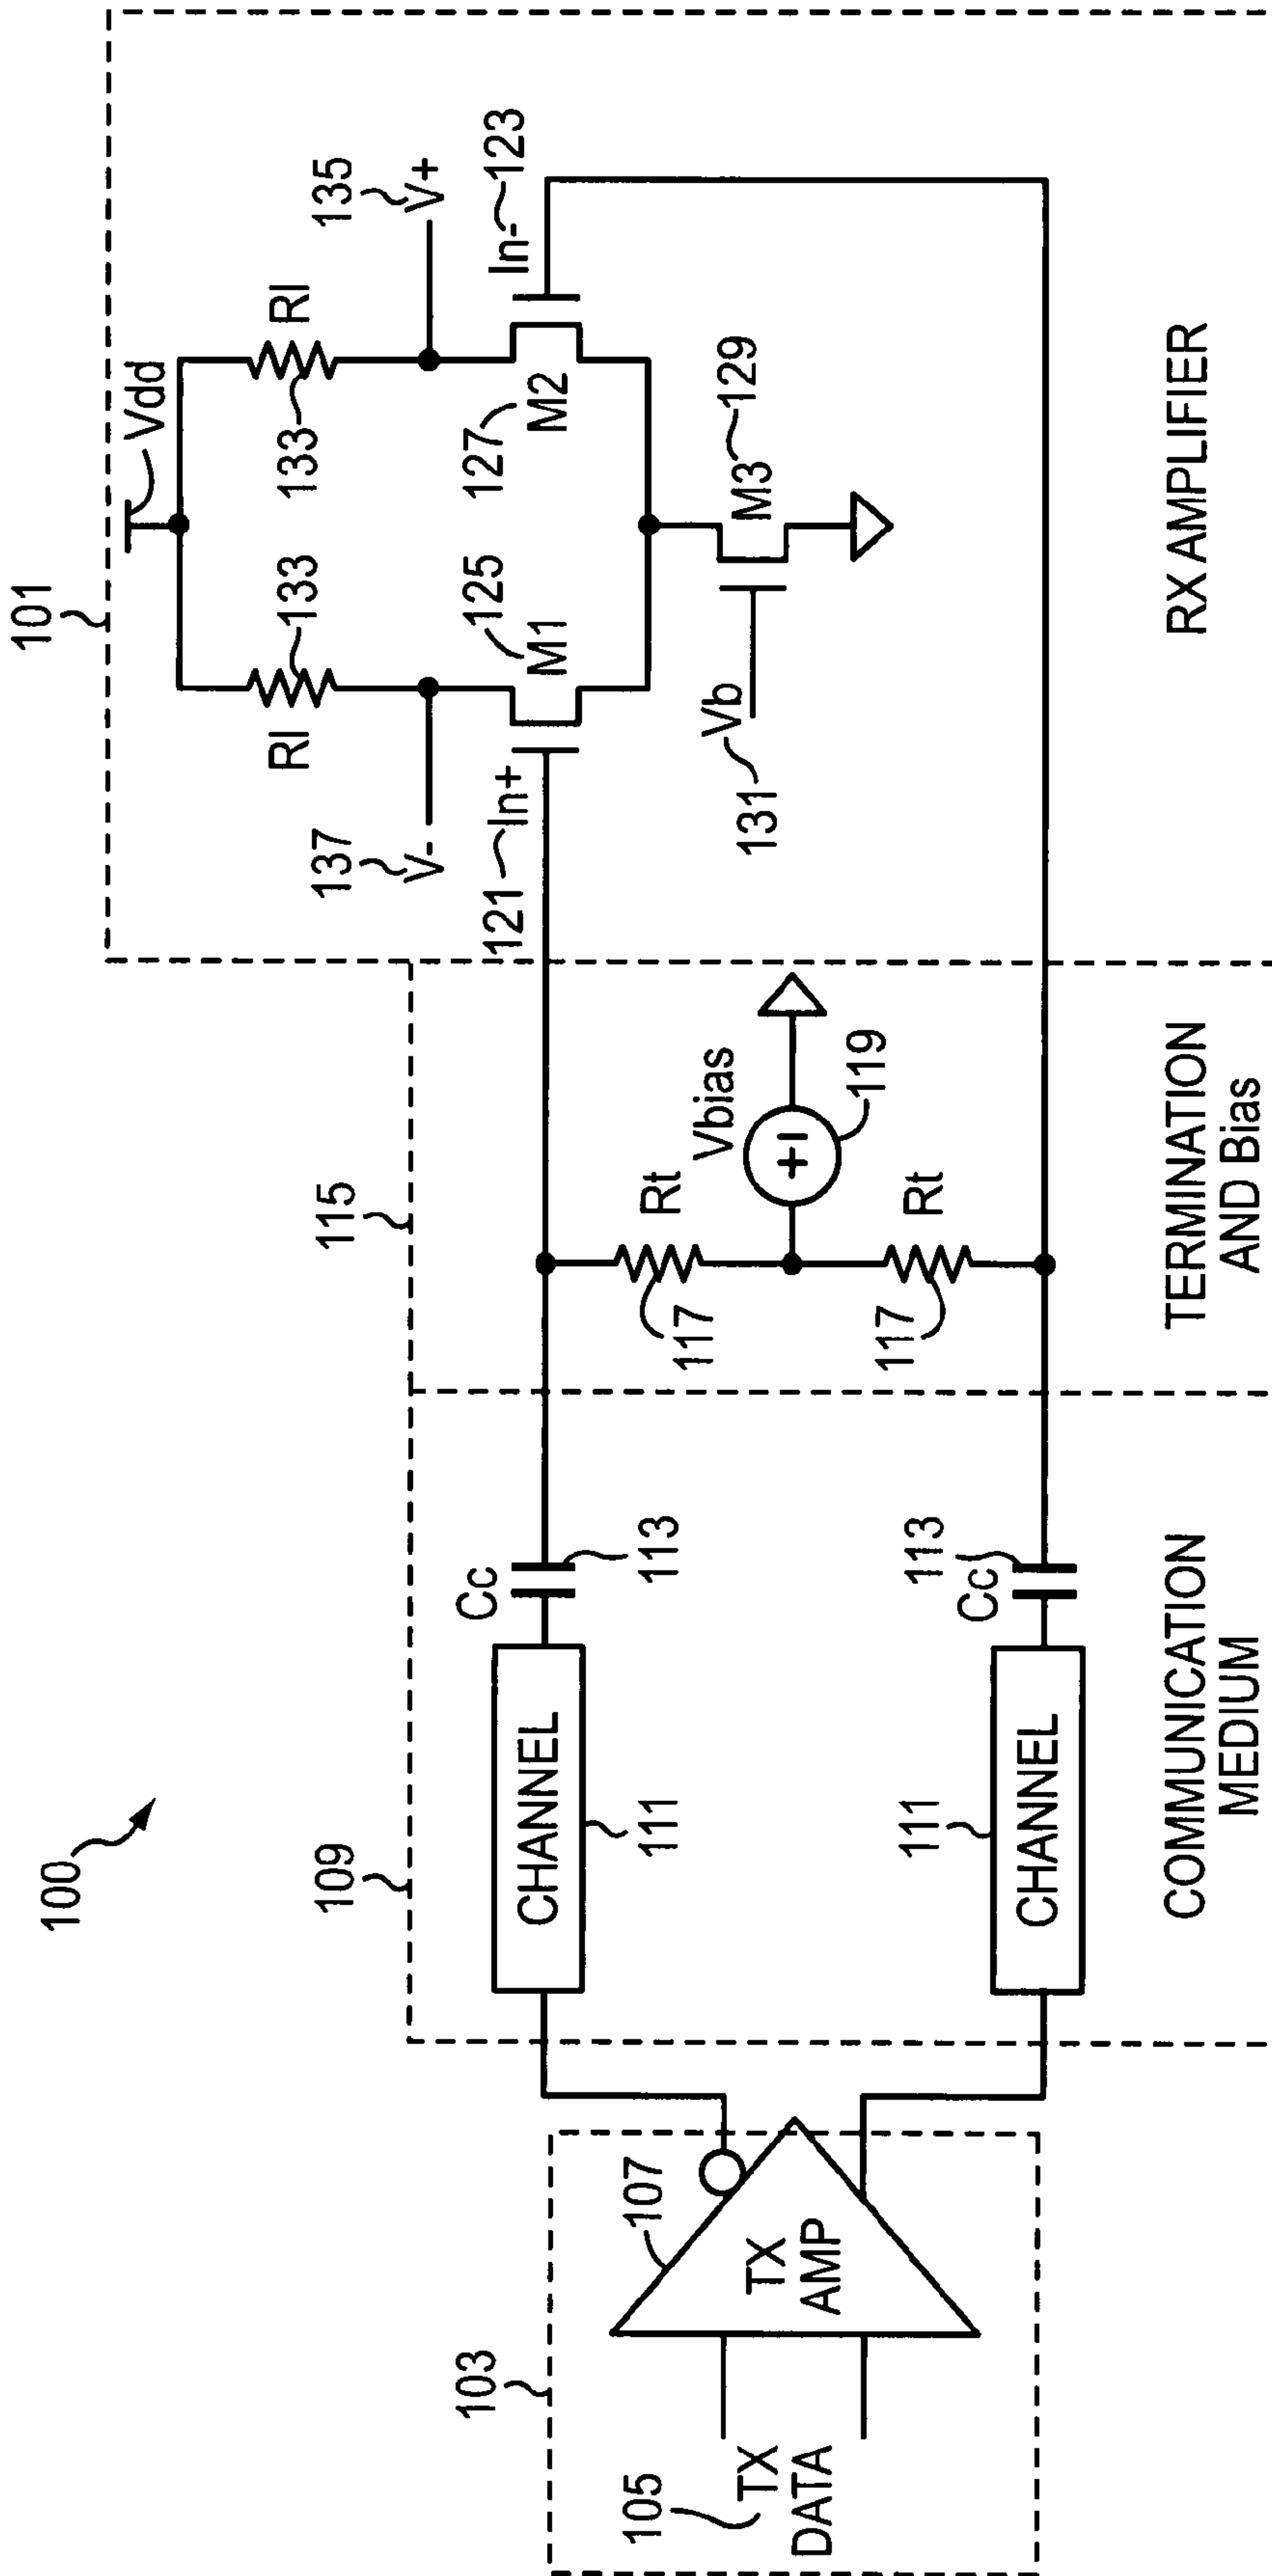 100
101
Vdd
RI
133
133
RI
137
V-
135
V+
125
M1
127
M2
121
In+
In-
123
M3
129
131
Vb
RX AMPLIFIER
115
Rt
117
Vbias
119
Rt
117
TERMINATION
AND Bias
109
CHANNEL
111
Cc
113
CHANNEL
111
Cc
113
COMMUNICATION
MEDIUM
103
107
TX
AMP
105
TX
DATA